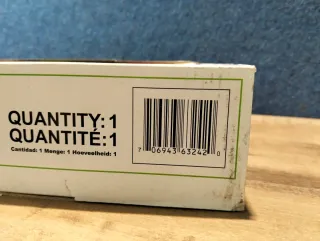 QUANTITY: 1
QUANTITÉ: 1
Cantidad: 1 Menge: 1 Hoeveelheid: 1
7 06943 63242 0